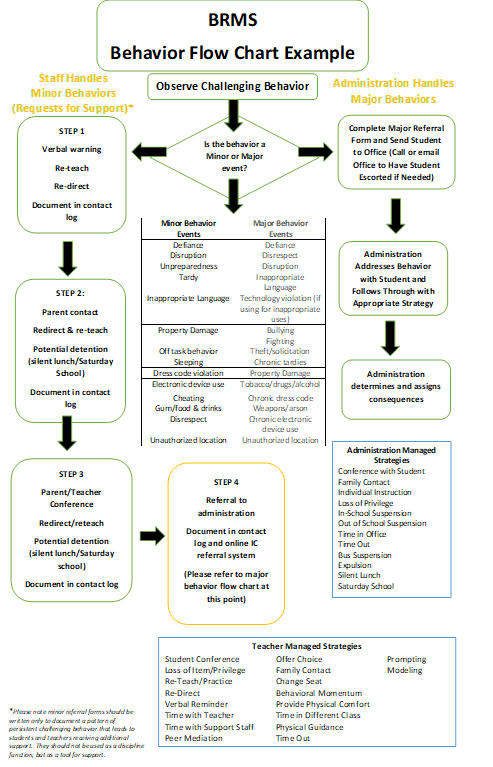 BRMS
Behavior Flow Chart Example
Staff Handles
Minor Behaviors
(Requests for Support)*
Observe Challenging Behavior
Administration Handles
Major Behaviors
STEP 1
Verbal warning
Re-teach
Re-direct
Document in contact
log
Is the behavior a
Minor or Major
event?
Complete Major Referral
Form and Send Student
to Office (Call or email
Office to Have Student
Escorted if Needed)
Minor Behavior
Events
Major Behavior
Events
Defiance
Defiance
Disruption
Disrespect
Unpreparedness
Disruption
Tardy
Inappropriate
Language
Inappropriate Language
Technology violation (if
using for inappropriate
uses)
Property Damage
Bullying
Fighting
Off task behavior
Theft/solicitation
Sleeping
Chronic tardies
Dress code violation
Property Damage
Electronic device use
Tobacco/drugs/alcohol
Cheating
Chronic dress code
Gum/food & drinks
Weapons/arson
Disrespect
Chronic electronic
device use
Unauthorized location
Unauthorized location
STEP 2:
Parent contact
Redirect & re-teach
Potential detention
(silent lunch/Saturday
School)
Document in contact
log
Administration
Addresses Behavior
with Student and
Follows Through with
Appropriate Strategy
Administration
determines and assigns
consequences
STEP 3
Parent/Teacher
Conference
Redirect/reteach
Potential detention
(silent lunch/Saturday
school)
Document in contact log
STEP 4
Referral to
administration
Document in contact
log and online IC
referral system
(Please refer to major
behavior flow chart at
this point)
Administration Managed
Strategies
Conference with Student
Family Contact
Individual Instruction
Loss of Privilege
In-School Suspension
Out of School Suspension
Time in Office
Time Out
Bus Suspension
Expulsion
Silent Lunch
Saturday School
Teacher Managed Strategies
Student Conference
Loss of Item/Privilege
Re-Teach/Practice
Re-Direct
Verbal Reminder
Time with Teacher
Time with Support Staff
Peer Mediation
Offer Choice
Family Contact
Change Seat
Behavioral Momentum
Provide Physical Comfort
Time in Different Class
Physical Guidance
Time Out
Prompting
Modeling
*Please note minor referral forms should be
written only to document a pattern of
persistent challenging behavior that leads to
students and teachers receiving additional
support. They should not be used as a discipline
function, but as a tool for support.